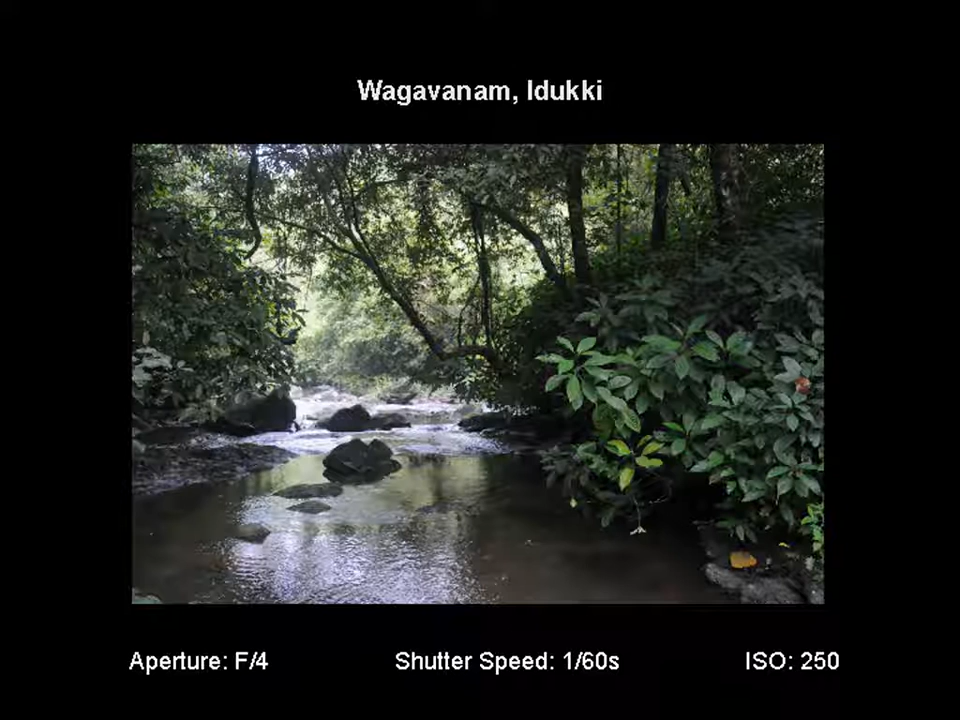 Wagavanam, Idukki
Aperture: F/4 Shutter Speed: 1/60s ISO: 250